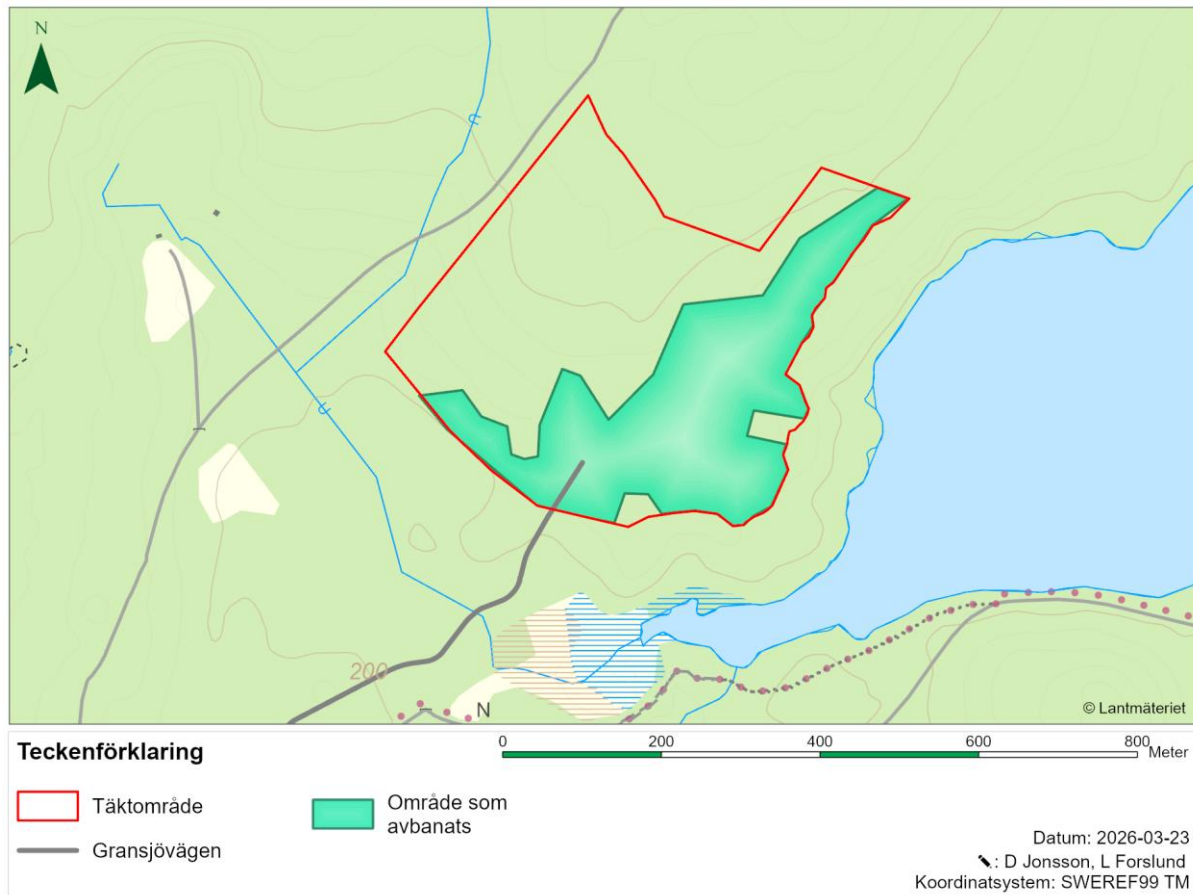 N
200
N
© Lantmäteriet
Teckenförklaring
0 200 400 600 800
Meter
Täktområde
Område som
avbanats
Gransjövägen
Datum: 2026-03-23
: D Jonsson, L Forslund
Koordinatsystem: SWEREF99 TM